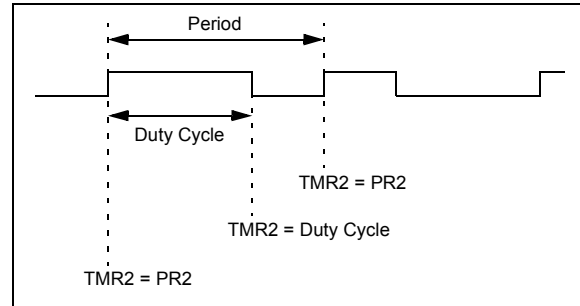 Period
Duty Cycle
TMR2 = PR2
TMR2 = Duty Cycle
TMR2 = PR2